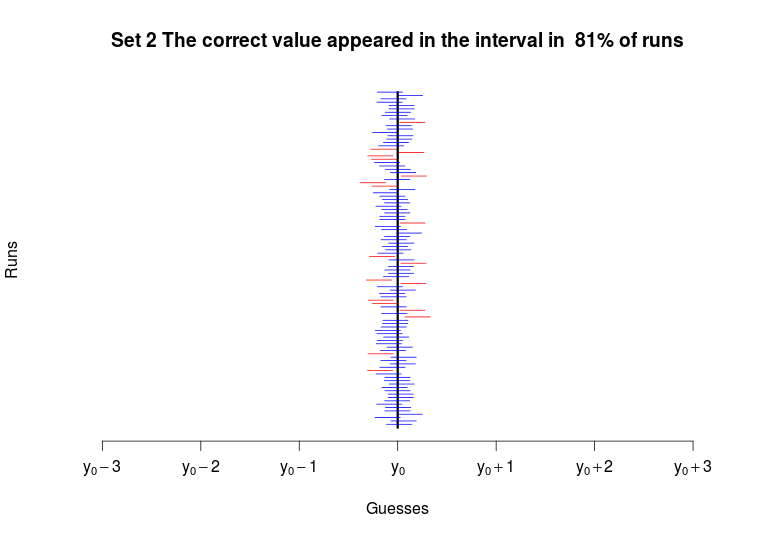 Set 2 The correct value appeared in the interval in  81% of runs
Runs
y₀ − 3 y₀ − 2 y₀ − 1 y₀ y₀ + 1 y₀ + 2 y₀ + 3
Guesses